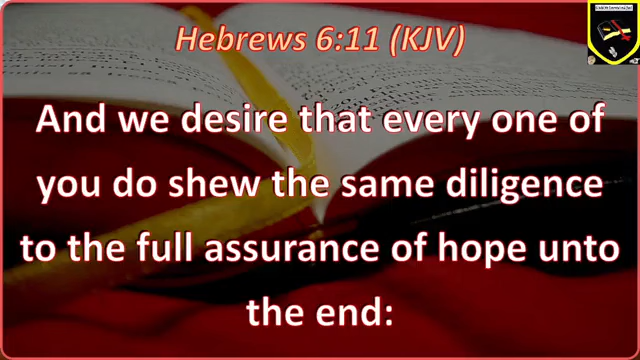 Hebrews 6:11 (KJV)
And we desire that every one of
you do shew the same diligence
to the full assurance of hope unto
the end: